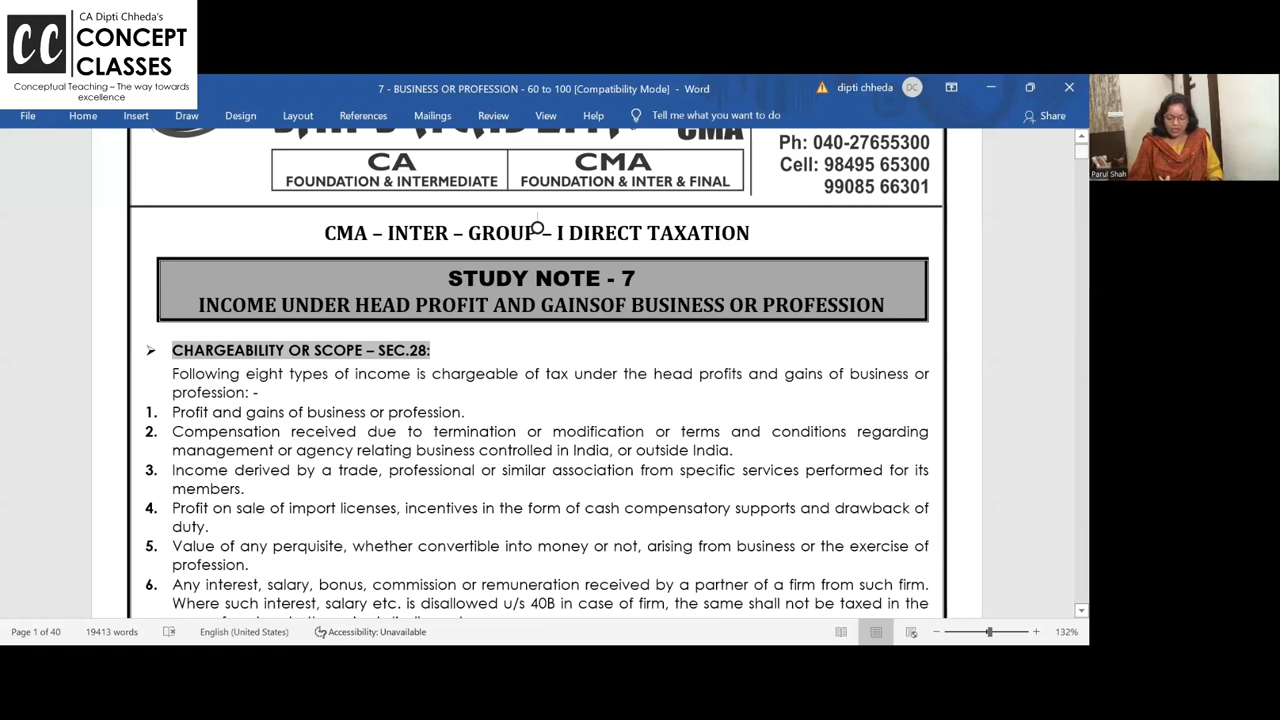 CC
CA Dipti Chheda's
CONCEPT
CLASSES
Conceptual Teaching – The way towards
excellence
7 - BUSINESS OR PROFESSION - 60 to 100 [Compatibility Mode] - Word
dipti chheda
DC
File Home Insert Draw Design Layout References Mailings Review View Help Tell me what you want to do Share
CMA
Ph: 040-27655300
CA
FOUNDATION & INTERMEDIATE
CMA
FOUNDATION & INTER & FINAL
Cell: 98495 65300
99085 66301
CMA – INTER – GROUP – I DIRECT TAXATION
STUDY NOTE - 7
INCOME UNDER HEAD PROFIT AND GAINSOF BUSINESS OR PROFESSION
➢ CHARGEABILITY OR SCOPE – SEC.28:
Following eight types of income is chargeable of tax under the head profits and gains of business or
profession: -
1. Profit and gains of business or profession.
2. Compensation received due to termination or modification or terms and conditions regarding
management or agency relating business controlled in India, or outside India.
3. Income derived by a trade, professional or similar association from specific services performed for its
members.
4. Profit on sale of import licenses, incentives in the form of cash compensatory supports and drawback of
duty.
5. Value of any perquisite, whether convertible into money or not, arising from business or the exercise of
profession.
6. Any interest, salary, bonus, commission or remuneration received by a partner of a firm from such firm.
Where such interest, salary etc. is disallowed u/s 40B in case of firm, the same shall not be taxed in the
Page 1 of 40 19413 words English (United States) Accessibility: Unavailable 132%
Parul Shah